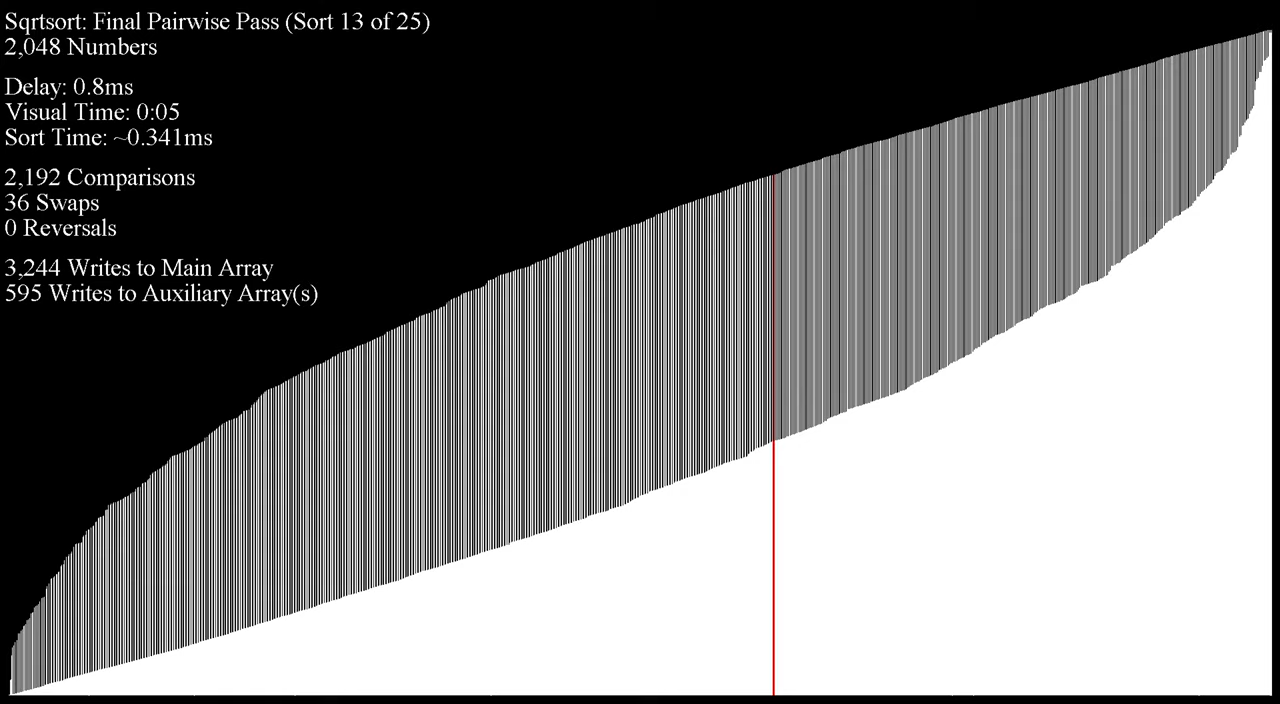 Sqrtsort: Final Pairwise Pass (Sort 13 of 25)
2,048 Numbers
Delay: 0.8ms
Visual Time: 0:05
Sort Time: ~0.341ms
2,192 Comparisons
36 Swaps
0 Reversals
3,244 Writes to Main Array
595 Writes to Auxiliary Array(s)